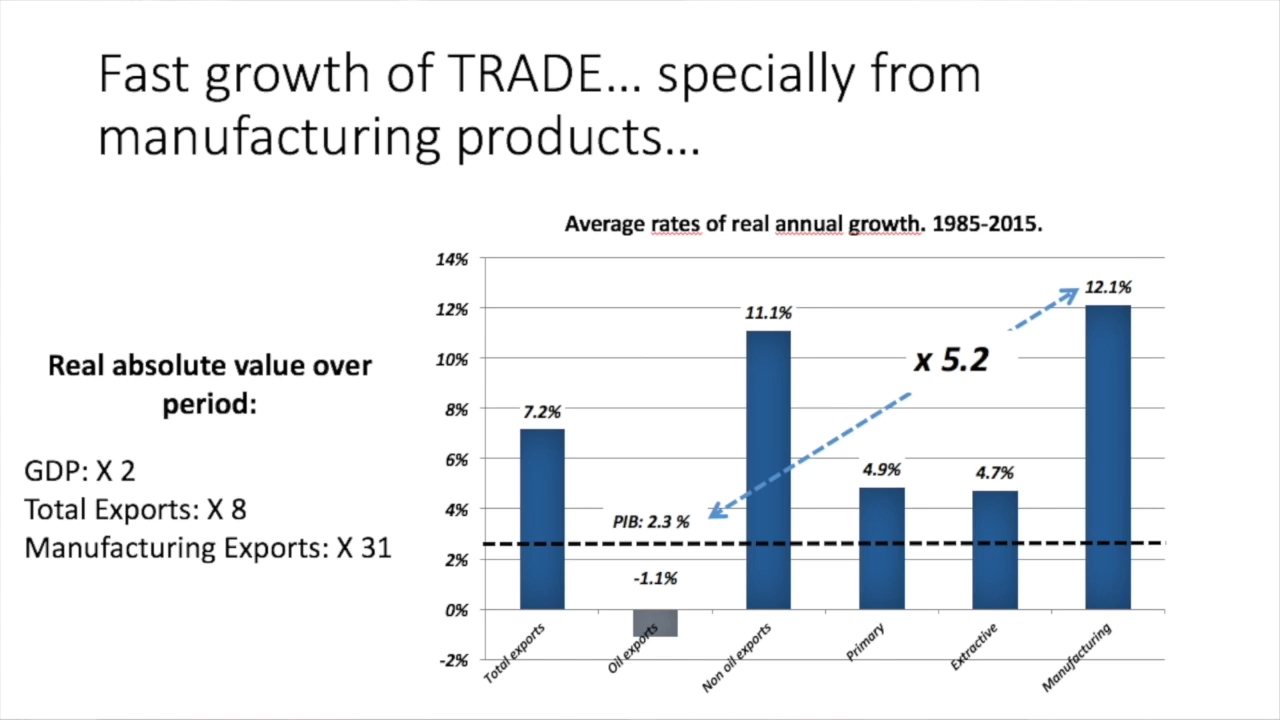 Fast growth of TRADE... specially from
manufacturing products...
Real absolute value over
period:
GDP: X 2
Total Exports: X 8
Manufacturing Exports: X 31
Average rates of real annual growth. 1985-2015.
14%
12%
10%
8%
6%
4%
2%
0%
-2%
7.2%
PIB: 2.3 %
-1.1%
11.1%
4.9%
4.7%
12.1%
x 5.2
Total exports
Oil exports
Non oil exports
Primary
Extractive
Manufacturing